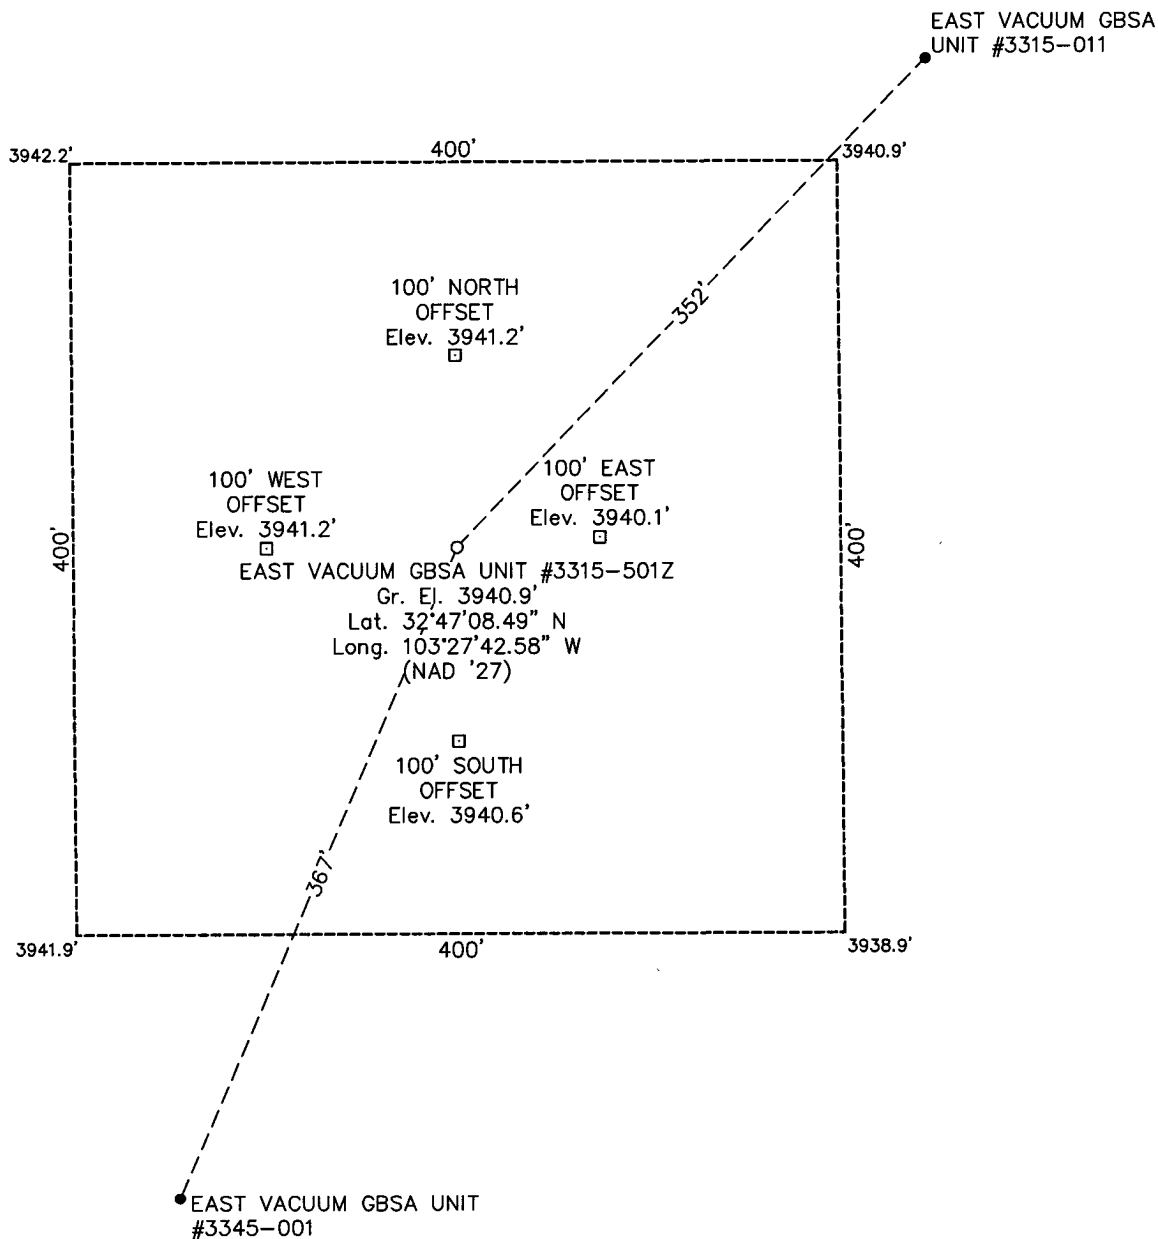 EAST VACUUM GBSA
UNIT #3315-011
3942.2'
400'
3940.9'
352'
100' NORTH
OFFSET
Elev. 3941.2'
100' WEST
OFFSET
Elev. 3941.2'
100' EAST
OFFSET
Elev. 3940.1'
400'
400'
EAST VACUUM GBSA UNIT #3315-501Z
Gr. El. 3940.9'
Lat. 32°47'08.49" N
Long. 103°27'42.58" W
(NAD '27)
100' SOUTH
OFFSET
Elev. 3940.6'
367'
3941.9'
400'
3938.9'
EAST VACUUM GBSA UNIT
#3345-001